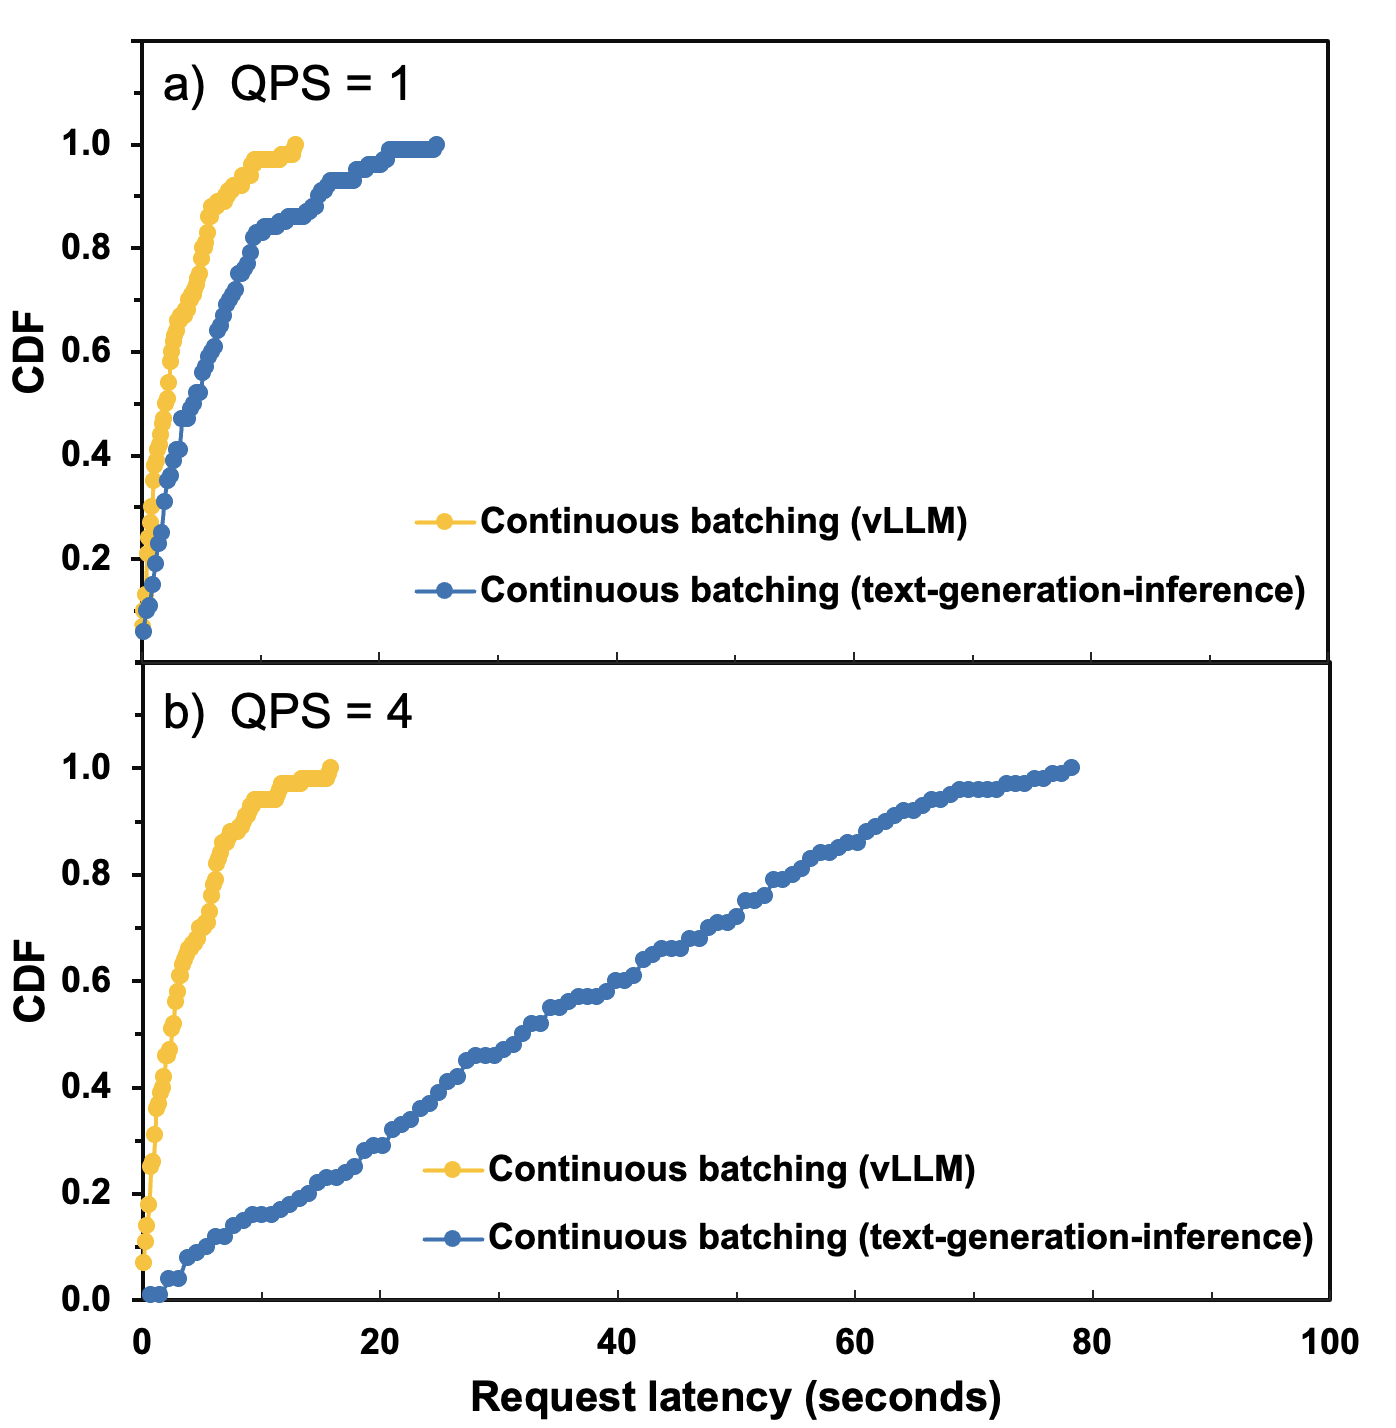 a) QPS = 1
1.0
0.8
0.6
0.4
0.2
CDF
Continuous batching (vLLM)
Continuous batching (text-generation-inference)
b) QPS = 4
1.0
0.8
0.6
0.4
0.2
0.0
CDF
Continuous batching (vLLM)
Continuous batching (text-generation-inference)
0 20 40 60 80 100
Request latency (seconds)